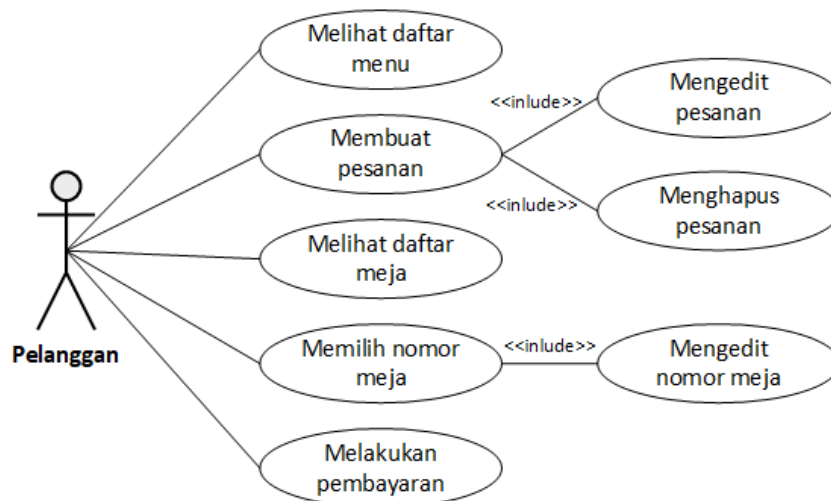 Melihat daftar
menu
<<inlude>>
Mengedit
pesanan
Membuat
pesanan
<<inlude>>
Menghapus
pesanan
Melihat daftar
meja
Pelanggan
Memilih nomor
meja
<<inlude>>
Mengedit
nomor meja
Melakukan
pembayaran